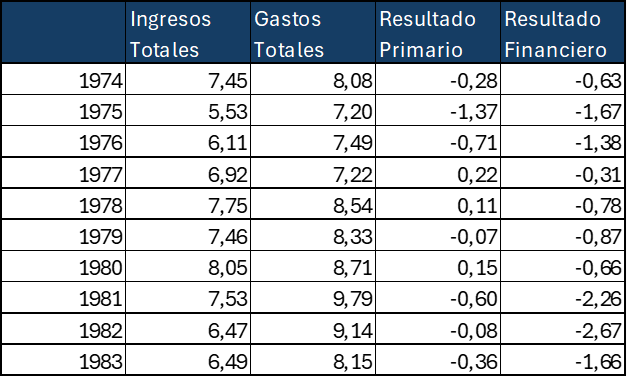 Ingresos Totales Gastos Totales Resultado Primario Resultado Financiero
1974 7,45 8,08 -0,28 -0,63
1975 5,53 7,20 -1,37 -1,67
1976 6,11 7,49 -0,71 -1,38
1977 6,92 7,22 0,22 -0,31
1978 7,75 8,54 0,11 -0,78
1979 7,46 8,33 -0,07 -0,87
1980 8,05 8,71 0,15 -0,66
1981 7,53 9,79 -0,60 -2,26
1982 6,47 9,14 -0,08 -2,67
1983 6,49 8,15 -0,36 -1,66